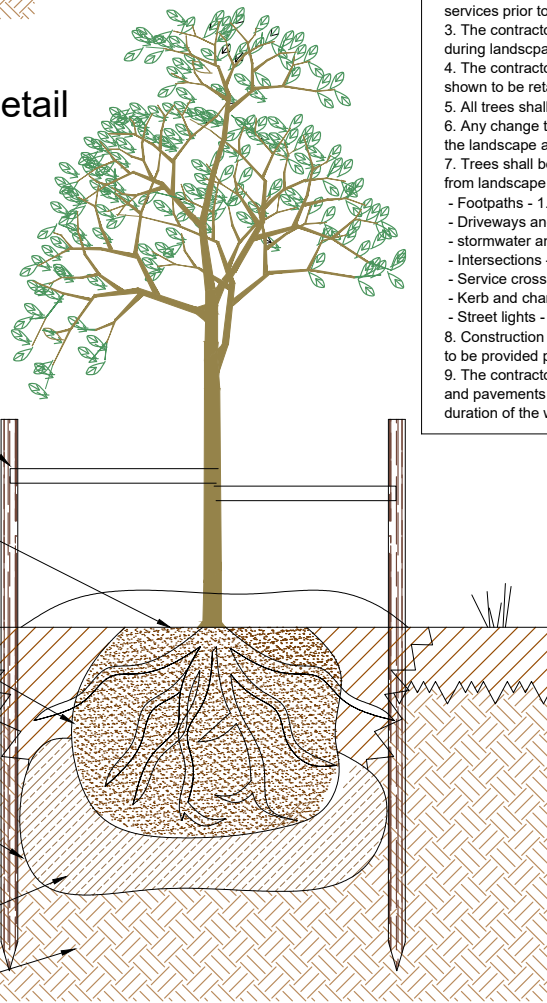 etail
services prior to
3. The contracto
during landscpa
4. The contracto
shown to be reta
5. All trees shall
6. Any change t
the landscape a
7. Trees shall be
from landscape
- Footpaths - 1.
- Driveways an
- stormwater ar
- Intersections -
- Service cross
- Kerb and char
- Street lights -
8. Construction
to be provided p
9. The contracto
and pavements
duration of the w